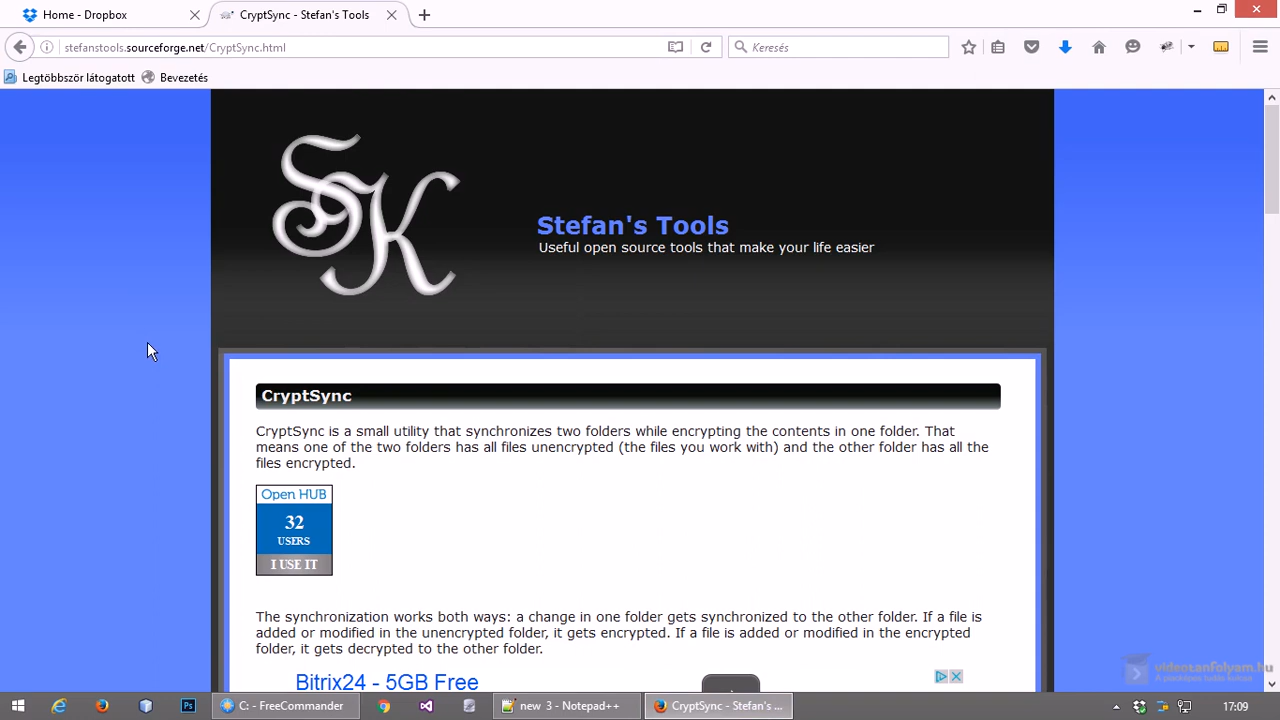 Home - Dropbox
CryptSync - Stefan's Tools
stefanstools.sourceforge.net/CryptSync.html
Keresés
Legtöbbször látogatott
Bevezetés
SK
Stefan's Tools
Useful open source tools that make your life easier
CryptSync
CryptSync is a small utility that synchronizes two folders while encrypting the contents in one folder. That
means one of the two folders has all files unencrypted (the files you work with) and the other folder has all the
files encrypted.
Open HUB
32
USERS
I USE IT
The synchronization works both ways: a change in one folder gets synchronized to the other folder. If a file is
added or modified in the unencrypted folder, it gets encrypted. If a file is added or modified in the encrypted
folder, it gets decrypted to the other folder.
Bitrix24 - 5GB Free
videotanfolyam.hu
A gyakorlati tudás kulcsa
C: - FreeCommander
new 3 - Notepad++
CryptSync - Stefan's ...
17:09